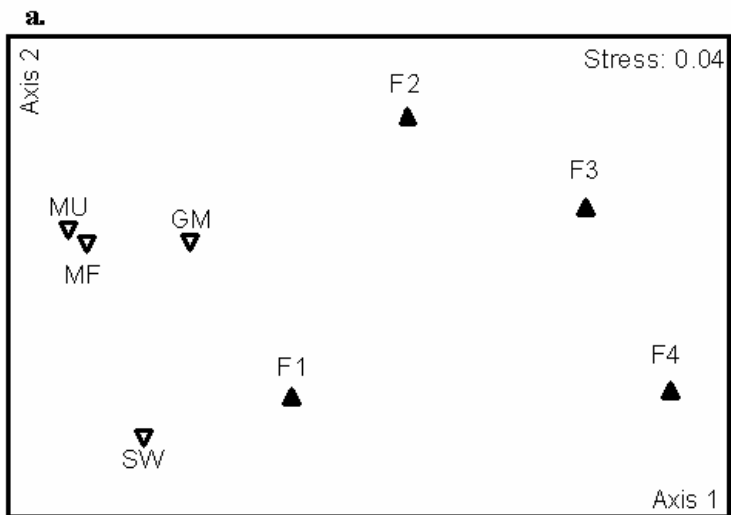 a.
Axis 2
Stress: 0.04
F2
F3
MU
GM
MF
F1
F4
SW
Axis 1